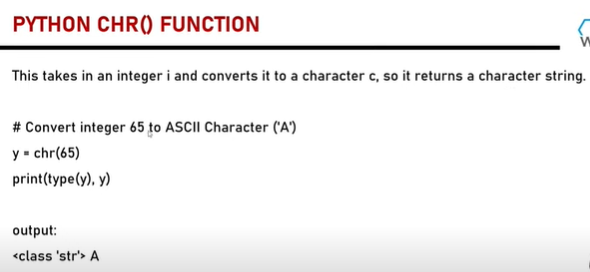 PYTHON CHR() FUNCTION
This takes in an integer i and converts it to a character c, so it returns a character string.
# Convert integer 65 to ASCII Character ('A')
y = chr(65)
print(type(y), y)
output:
<class 'str'> A